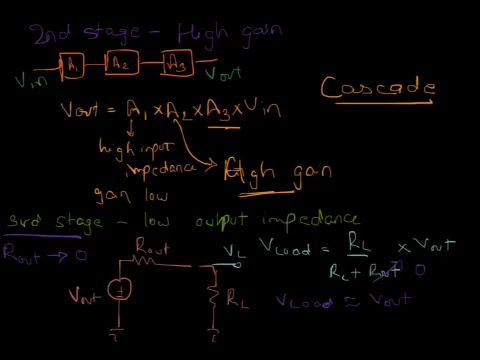 2nd stage - High gain
A1 A2 A3
Vin Vout
Cascade
Vout = A1 x A2 x A3 x Vin
high input
impedance
gain low
High gan
3rd stage - low output impedance
Rout → 0
Rout
VL
VLoad = RL / RL + Rout x Vout
0
Vout
RL
VLoad ≈ Vout